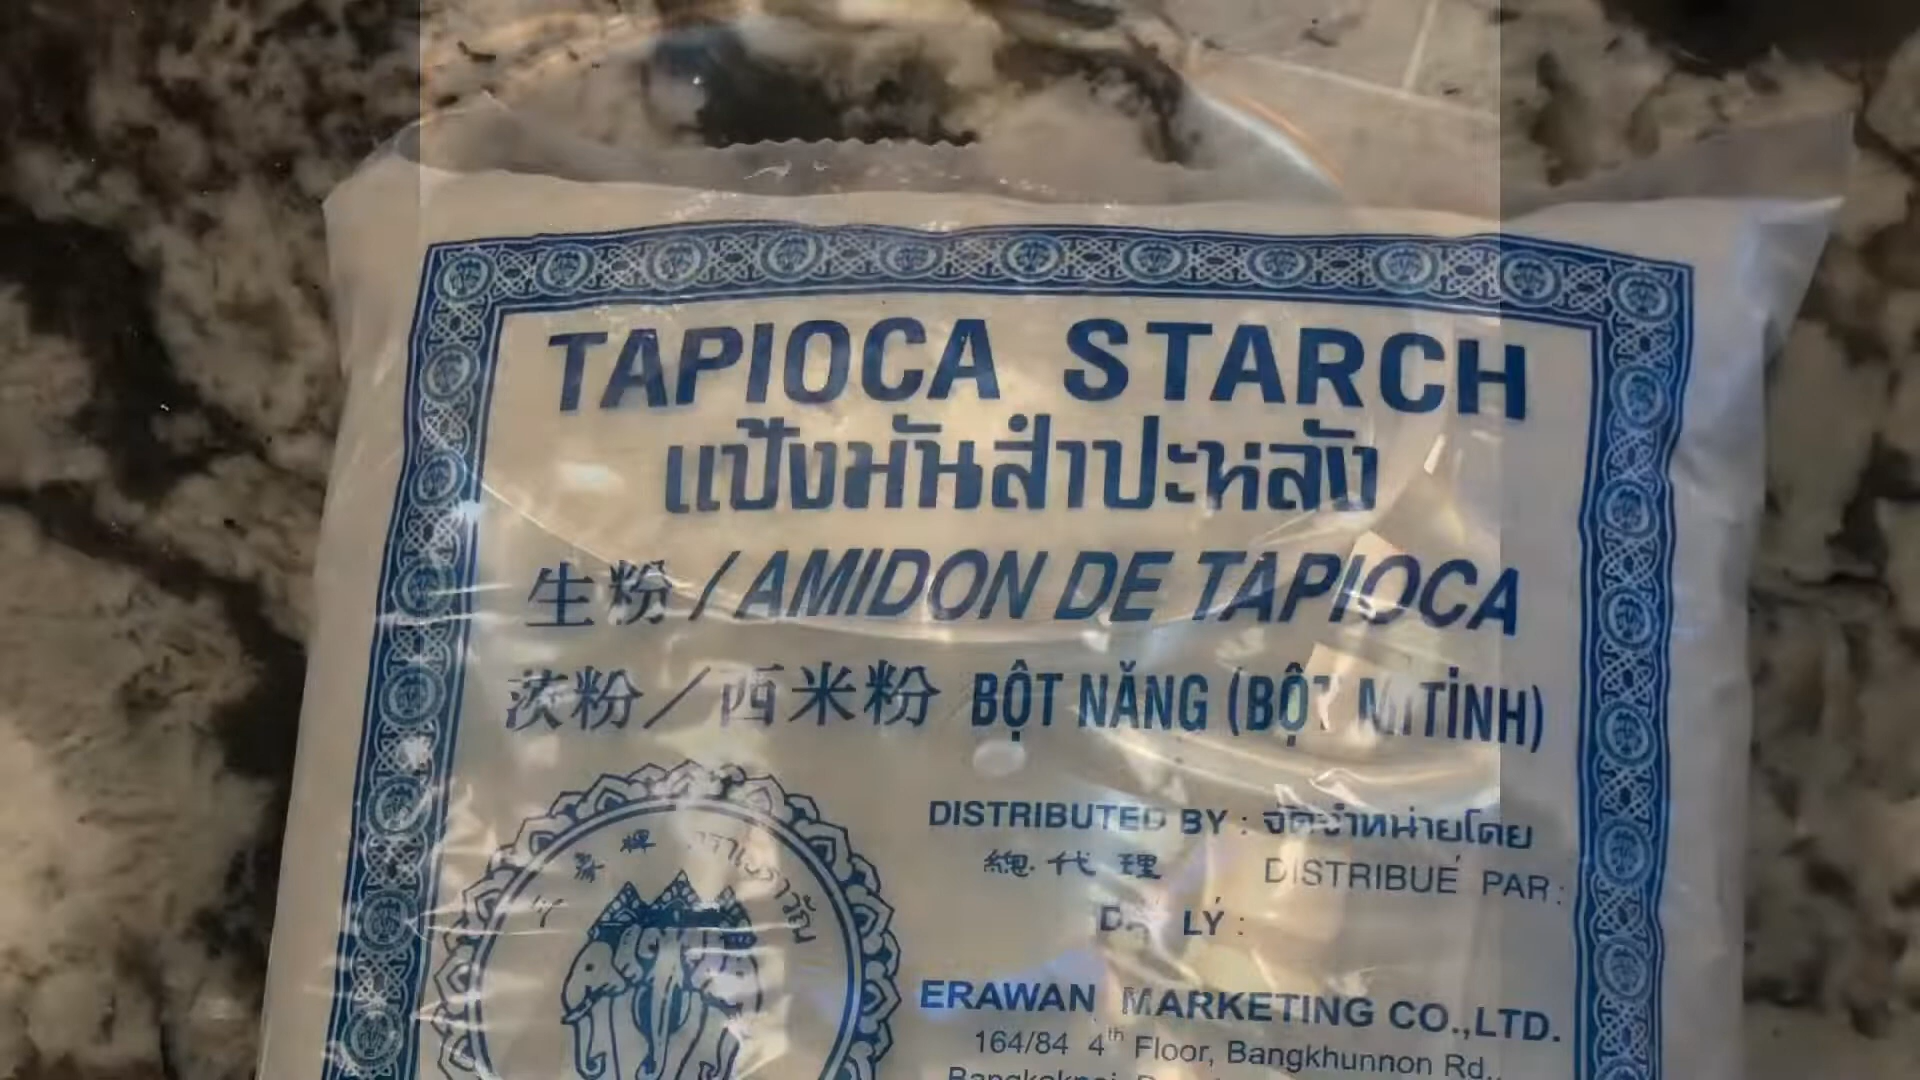 TAPIOCA STARCH
แป้งมันสำปะหลัง
生粉 / AMIDON DE TAPIOCA
茨粉／西米粉 BỘT NĂNG (BỘT MÌ TINH)
DISTRIBUTED BY : จัดจำหน่ายโดย
總代理 DISTRIBUÉ PAR :
LÝ :
ERAWAN MARKETING CO.,LTD.
164/84 4th Floor, Bangkhunnon Rd.,